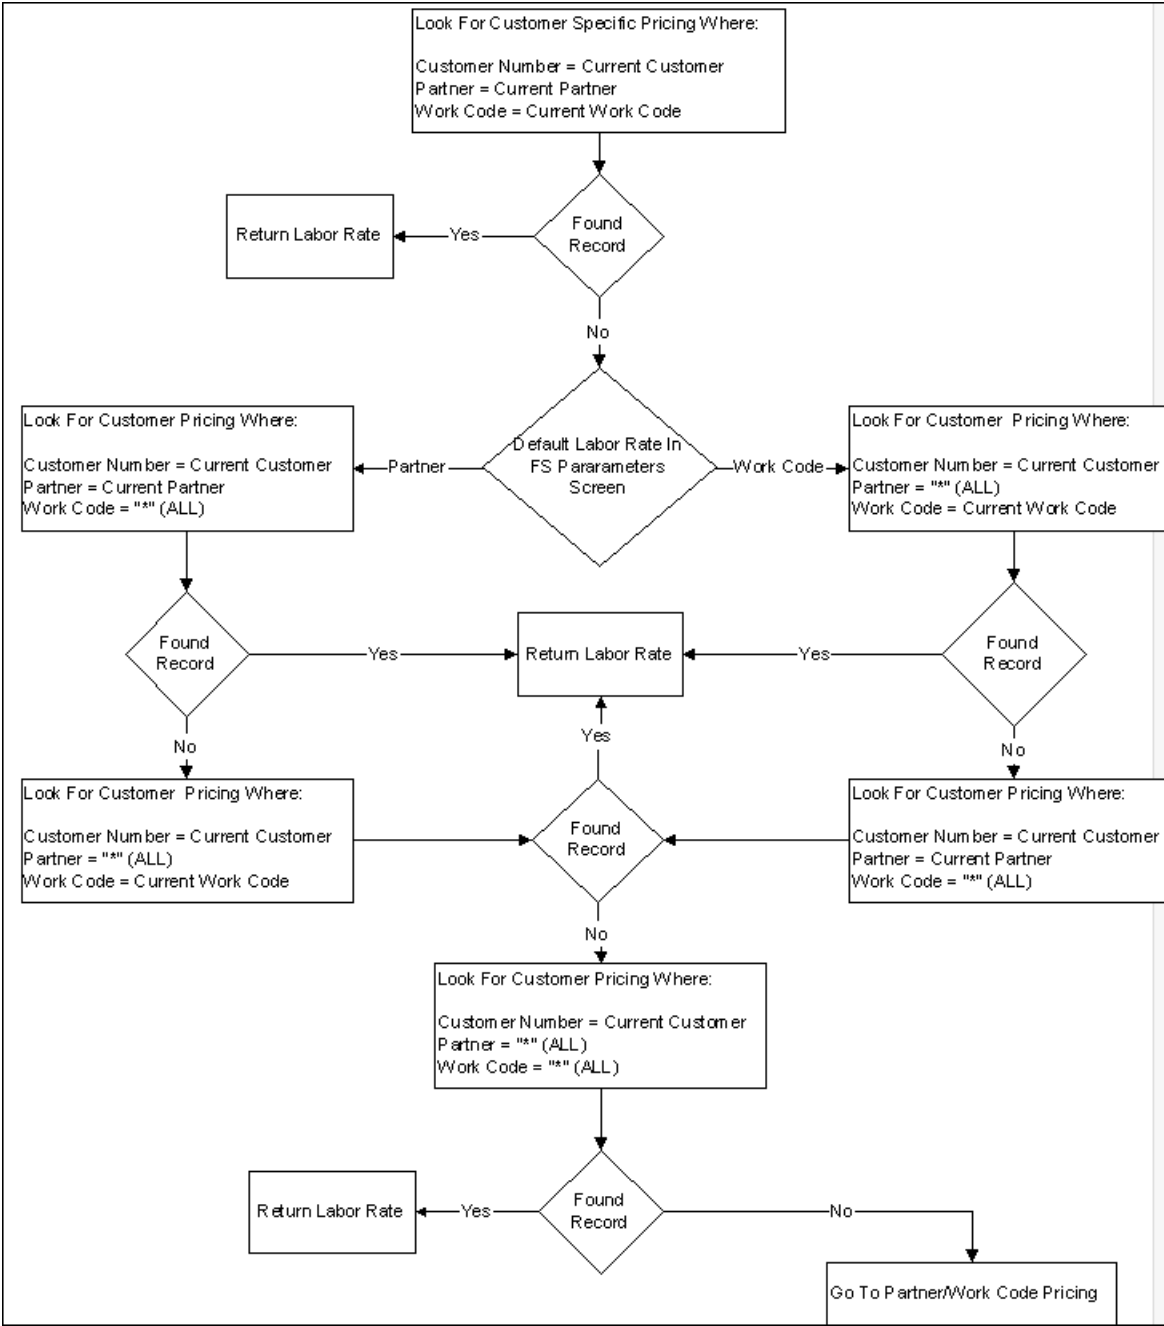 Look For Customer Specific Pricing Where:
Customer Number = Current Customer
Partner = Current Partner
Work Code = Current Work Code
Found
Record
Yes
Return Labor Rate
No
Default Labor Rate In
FS Pararameters
Screen
Partner
Work Code
Look For Customer Pricing Where:
Customer Number = Current Customer
Partner = Current Partner
Work Code = "*" (ALL)
Look For Customer Pricing Where:
Customer Number = Current Customer
Partner = "*" (ALL)
Work Code = Current Work Code
Found
Record
Yes
Return Labor Rate
Yes
Found
Record
No
Yes
No
Look For Customer Pricing Where:
Customer Number = Current Customer
Partner = "*" (ALL)
Work Code = Current Work Code
Found
Record
Look For Customer Pricing Where:
Customer Number = Current Customer
Partner = Current Partner
Work Code = "*" (ALL)
No
Look For Customer Pricing Where:
Customer Number = Current Customer
Partner = "*" (ALL)
Work Code = "*" (ALL)
Found
Record
Yes
Return Labor Rate
No
Go To Partner/Work Code Pricing